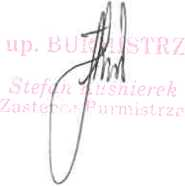 up. BURMISTRZ
Stefan Kuśnierek
Zastępca Burmistrza